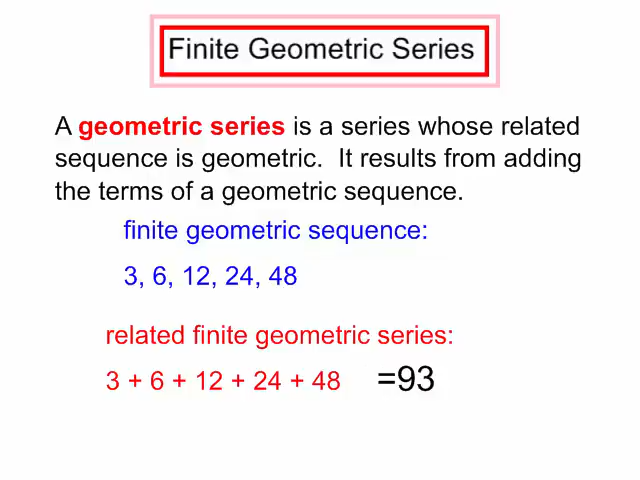 Finite Geometric Series
A geometric series is a series whose related
sequence is geometric. It results from adding
the terms of a geometric sequence.
finite geometric sequence:
3, 6, 12, 24, 48
related finite geometric series:
3 + 6 + 12 + 24 + 48 =93